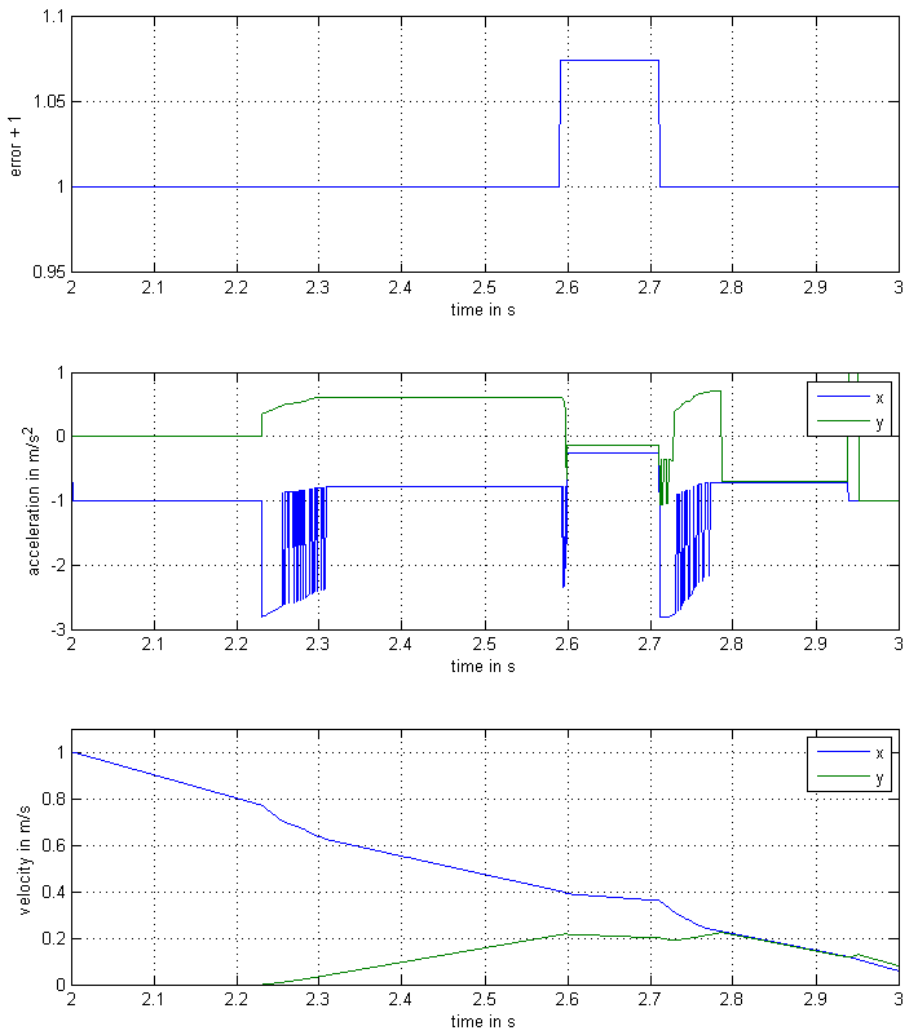 1.1
1.05
1
0.95
error + 1
2 2.1 2.2 2.3 2.4 2.5 2.6 2.7 2.8 2.9 3
time in s
1
0
-1
-2
-3
acceleration in m/s²
x
y
2 2.1 2.2 2.3 2.4 2.5 2.6 2.7 2.8 2.9 3
time in s
1
0.8
0.6
0.4
0.2
0
velocity in m/s
x
y
2 2.1 2.2 2.3 2.4 2.5 2.6 2.7 2.8 2.9 3
time in s